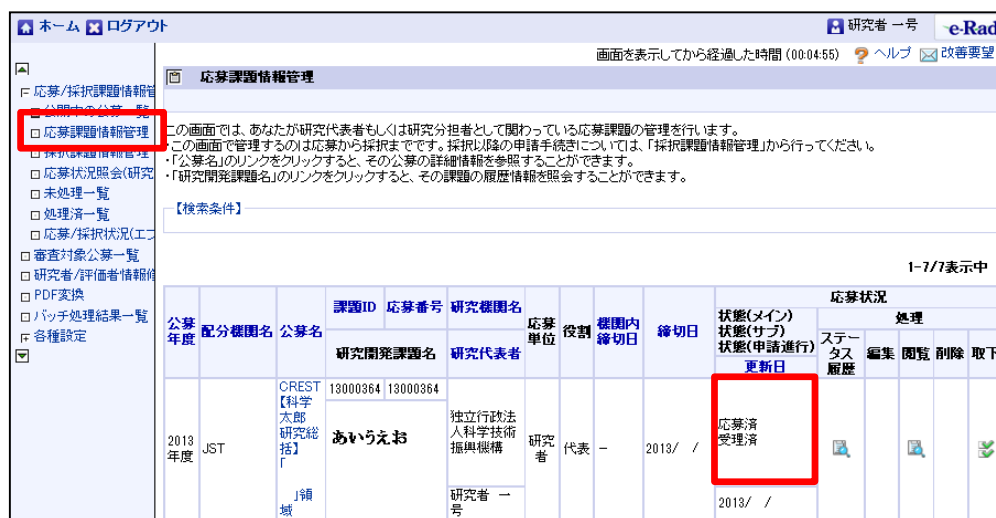 ホーム ログアウト
研究者 一号
e-Rad
画面を表示してから経過した時間 (00:04:55) ヘルプ 改善要望
応募課題情報管理
応募/採択課題情報管
公開中の公募一覧
応募課題情報管理
採択課題情報管理
応募状況照会(研究
未処理一覧
処理済一覧
応募/採択状況(エフ
審査対象公募一覧
研究者/評価者情報修
PDF変換
バッチ処理結果一覧
各種設定
この画面では、あなたが研究代表者もしくは研究分担者として関わっている応募課題の管理を行います。
・この画面で管理するのは応募から採択までです。採択以降の申請手続きについては、「採択課題情報管理」から行ってください。
・「公募名」のリンクをクリックすると、その公募の詳細情報を参照することができます。
・「研究開発課題名」のリンクをクリックすると、その課題の履歴情報を照会することができます。
【検索条件】
1-7/7表示中
公募
年度
配分機関名
公募名
課題ID
応募番号
研究開発課題名
研究機関名
研究代表者
応募
単位
役割
機関内
締切日
締切日
応募状況
状態(メイン)
状態(サブ)
状態(申請進行)
更新日
処理
ステー
タス
履歴
編集
閲覧
削除
取下
2013
年度
JST
CREST
【科学
太郎
研究総
括】
「
」領
域
13000364
13000364
あいうえお
独立行政法
人科学技術
振興機構
研究者 一
号
研究
者
代表
-
2013/ /
応募済
受理済
2013/ /